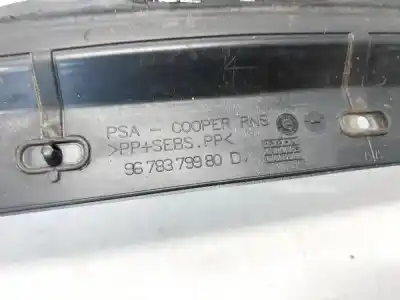 PSA - COOPER RNS
>PP+SEBS.PP<
96 783 799 80 D